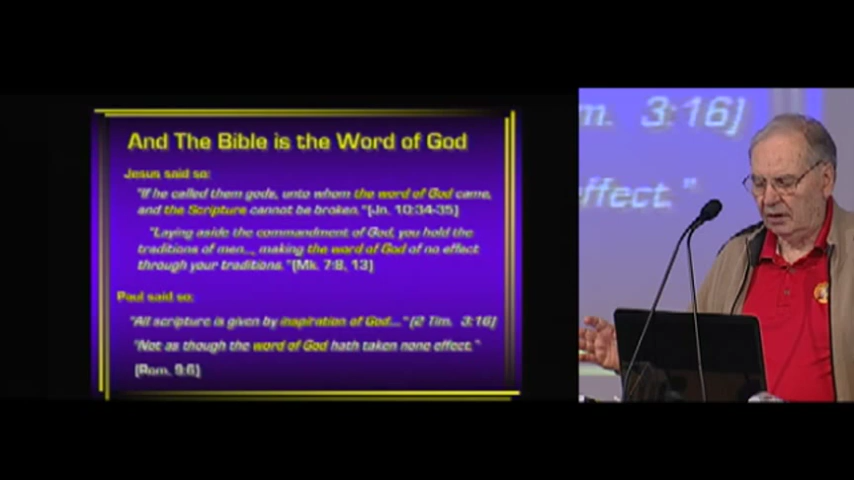 And The Bible is the Word of God
Jesus said so:
"If he called them gods, unto whom the word of God came,
and the Scripture cannot be broken."[Jn. 10:34-35]
"Laying aside the commandment of God, you hold the
traditions of men..., making the word of God of no effect
through your traditions."[Mk. 7:8, 13]
Paul said so:
"All scripture is given by inspiration of God..." [2 Tim. 3:16]
"Not as though the word of God hath taken none effect."
[Rom. 9:6]
m. 3:16]
effect."